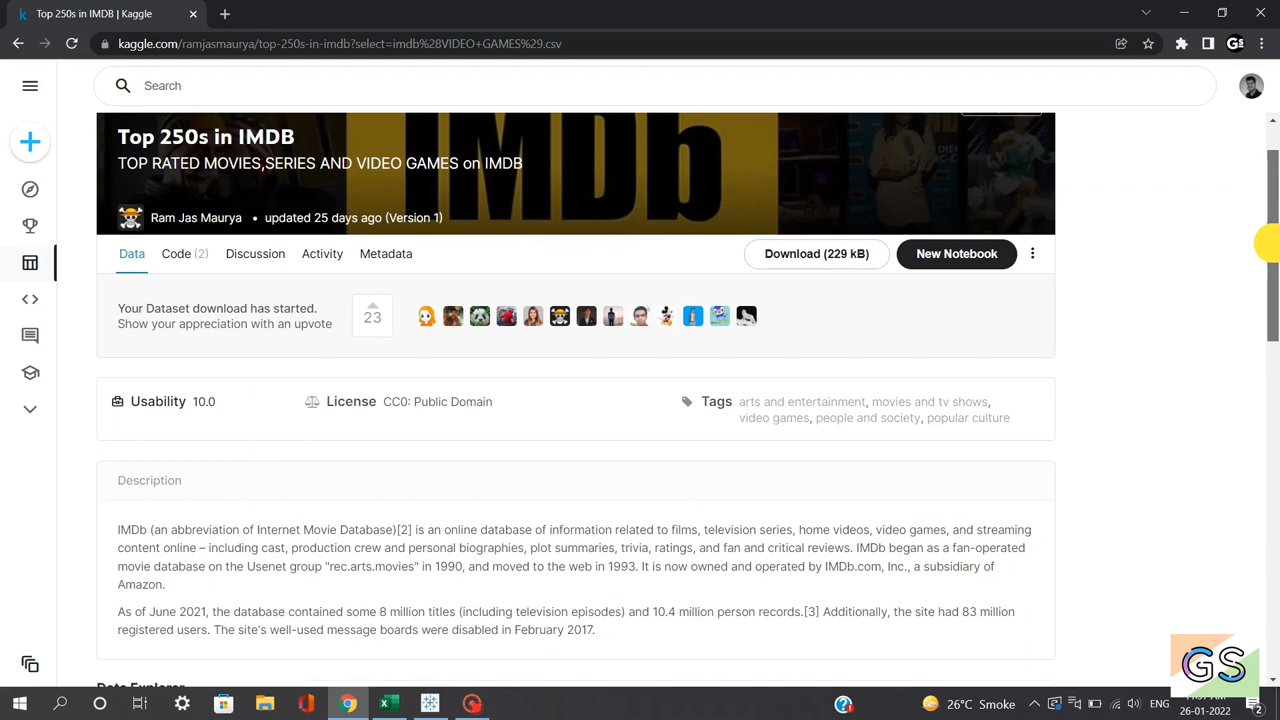 Top 250s in IMDB | Kaggle
kaggle.com/ramjasmaurya/top-250s-in-imdb?select=imdb%28VIDEO+GAMES%29.csv
GS
Search
IMDb
Top 250s in IMDB
TOP RATED MOVIES,SERIES AND VIDEO GAMES on IMDB
Ram Jas Maurya • updated 25 days ago (Version 1)
Data Code (2) Discussion Activity Metadata Download (229 kB) New Notebook
Your Dataset download has started.
Show your appreciation with an upvote
23
Usability 10.0 License CC0: Public Domain Tags arts and entertainment, movies and tv shows,
video games, people and society, popular culture
Description
IMDb (an abbreviation of Internet Movie Database)[2] is an online database of information related to films, television series, home videos, video games, and streaming
content online – including cast, production crew and personal biographies, plot summaries, trivia, ratings, and fan and critical reviews. IMDb began as a fan-operated
movie database on the Usenet group "rec.arts.movies" in 1990, and moved to the web in 1993. It is now owned and operated by IMDb.com, Inc., a subsidiary of
Amazon.
As of June 2021, the database contained some 8 million titles (including television episodes) and 10.4 million person records.[3] Additionally, the site had 83 million
registered users. The site's well-used message boards were disabled in February 2017.
GS
Data Explorer
26°C Smoke ENG
26-01-2022
2